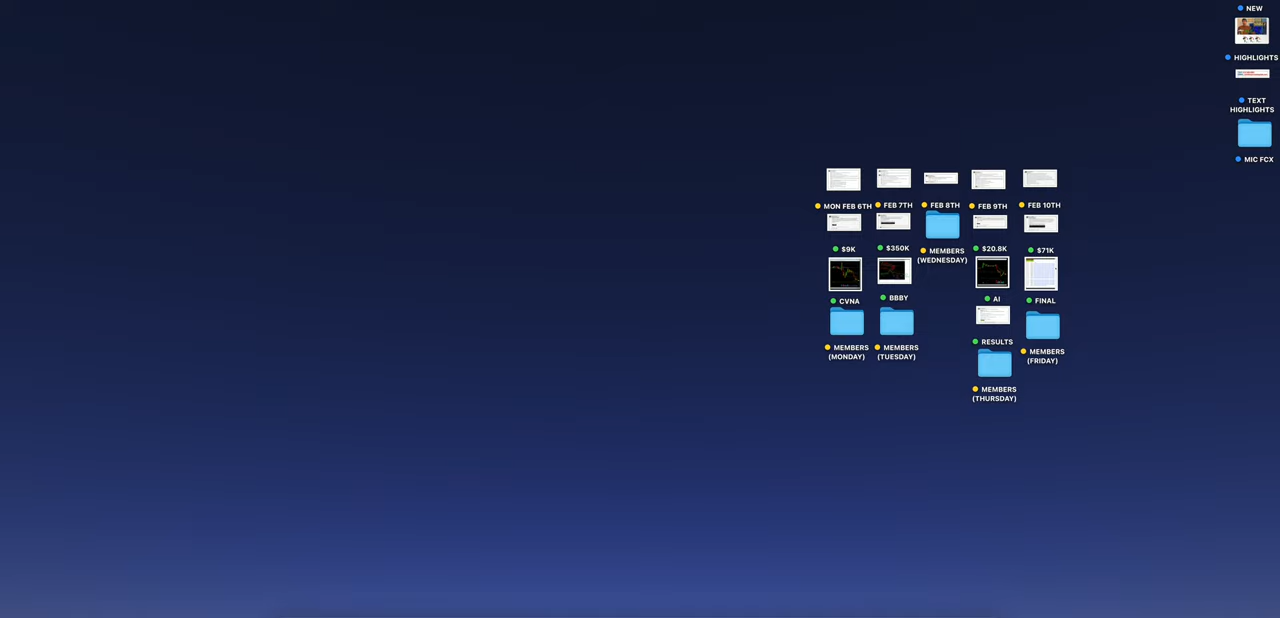 NEW
HIGHLIGHTS
TEXT
HIGHLIGHTS
MIC FCX
MON FEB 6TH
FEB 7TH
FEB 8TH
FEB 9TH
FEB 10TH
$9K
$350K
MEMBERS
(WEDNESDAY)
$20.8K
$71K
CVNA
BBBY
AI
FINAL
RESULTS
MEMBERS
(MONDAY)
MEMBERS
(TUESDAY)
MEMBERS
(FRIDAY)
MEMBERS
(THURSDAY)